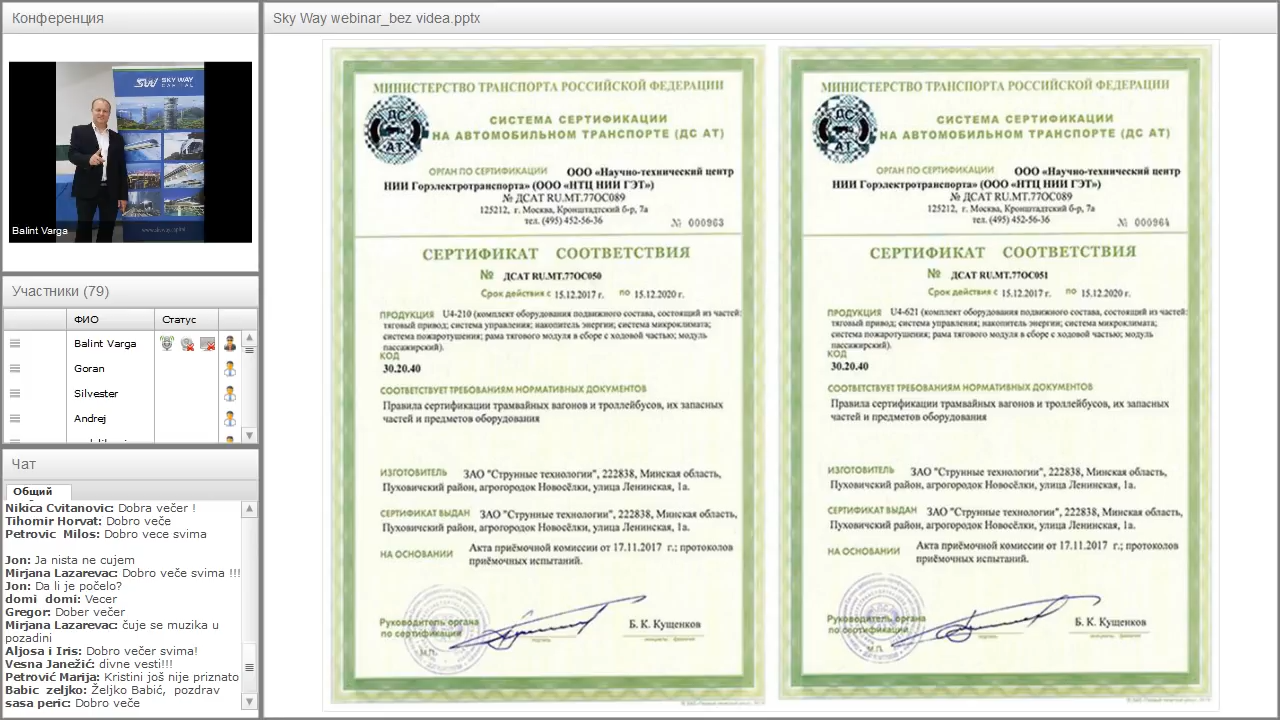 Конференция
SKY WAY
CAPITAL
Balint Varga
Участники (79)
ФИО
Статус
Balint Varga
Goran
Silvester
Andrej
Чат
Общий
Nikica Cvitanovic: Dobra večer !
Tihomir Horvat: Dobro veče
Petrovic Milos: Dobro vece svima
Jon: Ja nista ne cujem
Mirjana Lazarevac: Dobro veče svima !!!
Jon: Da li je počelo?
domi domi: Vecer
Gregor: Dober večer
Mirjana Lazarevac: čuje se muzika u
pozadini
Aljosa i Iris: Dobro večer svima!
Vesna Janežić: divne vesti!!!
Petrović Marija: Kristini još nije priznato
Babic zeljko: Željko Babić, pozdrav
sasa peric: Dobro veče
Sky Way webinar_bez videa.pptx
МИНИСТЕРСТВО ТРАНСПОРТА РОССИЙСКОЙ ФЕДЕРАЦИИ
ДС
АТ
СИСТЕМА СЕРТИФИКАЦИИ
НА АВТОМОБИЛЬНОМ ТРАНСПОРТЕ (ДС АТ)
ОРГАН ПО СЕРТИФИКАЦИИ ООО «Научно-технический центр
НИИ Горэлектротранспорта» (ООО «НТЦ НИИ ГЭТ»)
№ ДСАТ RU.МТ.77ОС089
125212, г. Москва, Кронштадтский б-р, 7а
тел. (495) 452-56-36
№ 000963
СЕРТИФИКАТ СООТВЕТСТВИЯ
№ ДСАТ RU.МТ.77ОС050
Срок действия с 15.12.2017 г. по 15.12.2020 г.
ПРОДУКЦИЯ U4-210 (комплект оборудования подвижного состава, состоящий из частей:
тяговый привод; система управления; накопитель энергии; система микроклимата;
система пожаротушения; рама тягового модуля в сборе с ходовой частью; модуль
пассажирский).
КОД
30.20.40
СООТВЕТСТВУЕТ ТРЕБОВАНИЯМ НОРМАТИВНЫХ ДОКУМЕНТОВ
Правила сертификации трамвайных вагонов и троллейбусов, их запасных
частей и предметов оборудования
ИЗГОТОВИТЕЛЬ ЗАО "Струнные технологии", 222838, Минская область,
Пуховичский район, агрогородок Новосёлки, улица Ленинская, 1а.
СЕРТИФИКАТ ВЫДАН ЗАО "Струнные технологии", 222838, Минская область,
Пуховичский район, агрогородок Новосёлки, улица Ленинская, 1а.
НА ОСНОВАНИИ Акта приёмочной комиссии от 17.11.2017 г.; протоколов
приёмочных испытаний.
Руководитель органа
по сертификации
Б. К. Кущенков
М.П.
МИНИСТЕРСТВО ТРАНСПОРТА РОССИЙСКОЙ ФЕДЕРАЦИИ
ДС
АТ
СИСТЕМА СЕРТИФИКАЦИИ
НА АВТОМОБИЛЬНОМ ТРАНСПОРТЕ (ДС АТ)
ОРГАН ПО СЕРТИФИКАЦИИ ООО «Научно-технический центр
НИИ Горэлектротранспорта» (ООО «НТЦ НИИ ГЭТ»)
№ ДСАТ RU.МТ.77ОС089
125212, г. Москва, Кронштадтский б-р, 7а
тел. (495) 452-56-36
№ 000964
СЕРТИФИКАТ СООТВЕТСТВИЯ
№ ДСАТ RU.МТ.77ОС051
Срок действия с 15.12.2017 г. по 15.12.2020 г.
ПРОДУКЦИЯ U4-621 (комплект оборудования подвижного состава, состоящий из частей:
тяговый привод; система управления; накопитель энергии; система микроклимата;
система пожаротушения; рама тягового модуля в сборе с ходовой частью; модуль
пассажирский).
КОД
30.20.40
СООТВЕТСТВУЕТ ТРЕБОВАНИЯМ НОРМАТИВНЫХ ДОКУМЕНТОВ
Правила сертификации трамвайных вагонов и троллейбусов, их запасных
частей и предметов оборудования
ИЗГОТОВИТЕЛЬ ЗАО "Струнные технологии", 222838, Минская область,
Пуховичский район, агрогородок Новосёлки, улица Ленинская, 1а.
СЕРТИФИКАТ ВЫДАН ЗАО "Струнные технологии", 222838, Минская область,
Пуховичский район, агрогородок Новосёлки, улица Ленинская, 1а.
НА ОСНОВАНИИ Акта приёмочной комиссии от 17.11.2017 г.; протоколов
приёмочных испытаний.
Руководитель органа
по сертификации
Б. К. Кущенков
М.П.